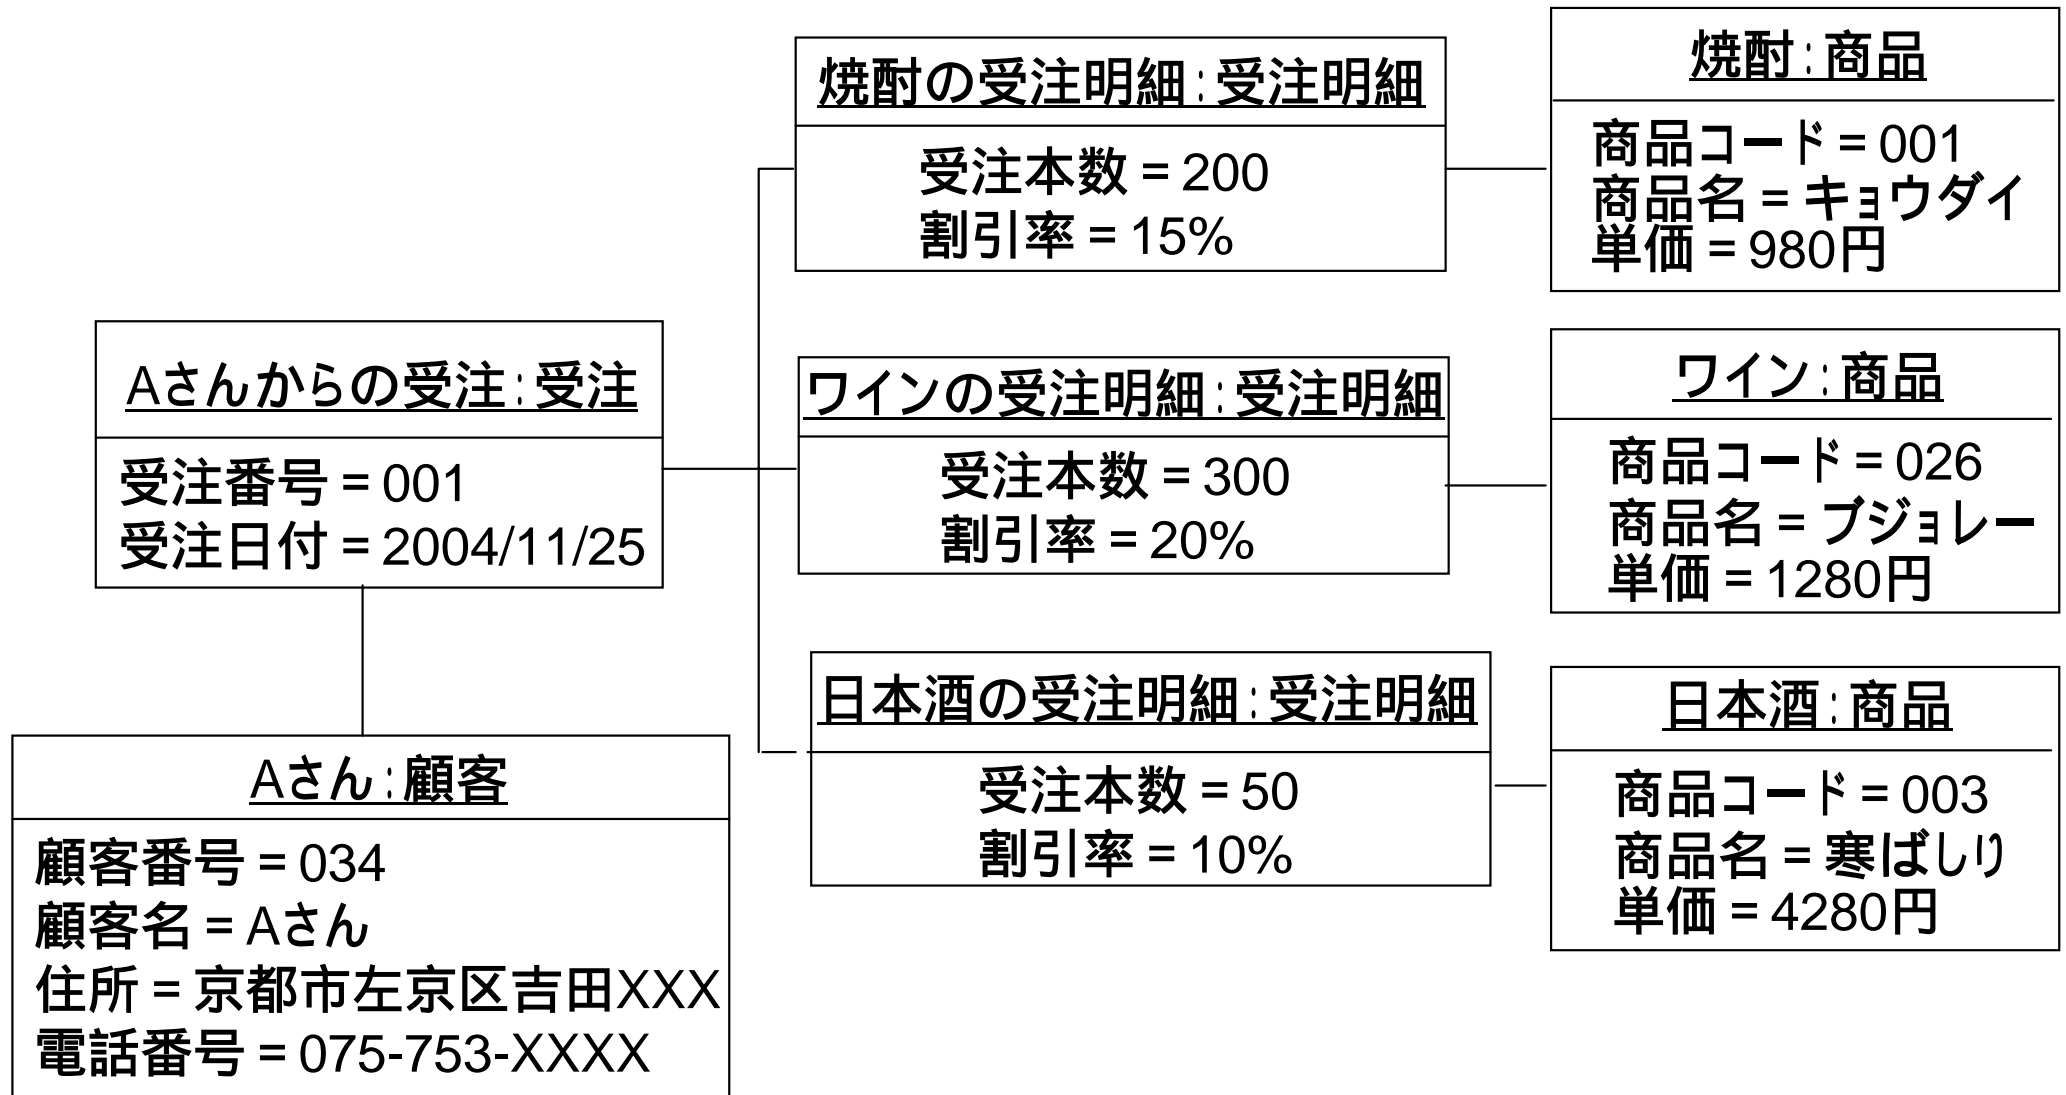 焼酎の受注明細：受注明細
受注本数 = 200
割引率 = 15%
焼酎：商品
商品コード = 001
商品名 = キョウダイ
単価 = 980円
Aさんからの受注：受注
受注番号 = 001
受注日付 = 2004/11/25
ワインの受注明細：受注明細
受注本数 = 300
割引率 = 20%
ワイン：商品
商品コード = 026
商品名 = ブジョレー
単価 = 1280円
日本酒の受注明細：受注明細
受注本数 = 50
割引率 = 10%
日本酒：商品
商品コード = 003
商品名 = 寒ばしり
単価 = 4280円
Aさん：顧客
顧客番号 = 034
顧客名 = Aさん
住所 = 京都市左京区吉田XXX
電話番号 = 075-753-XXXX